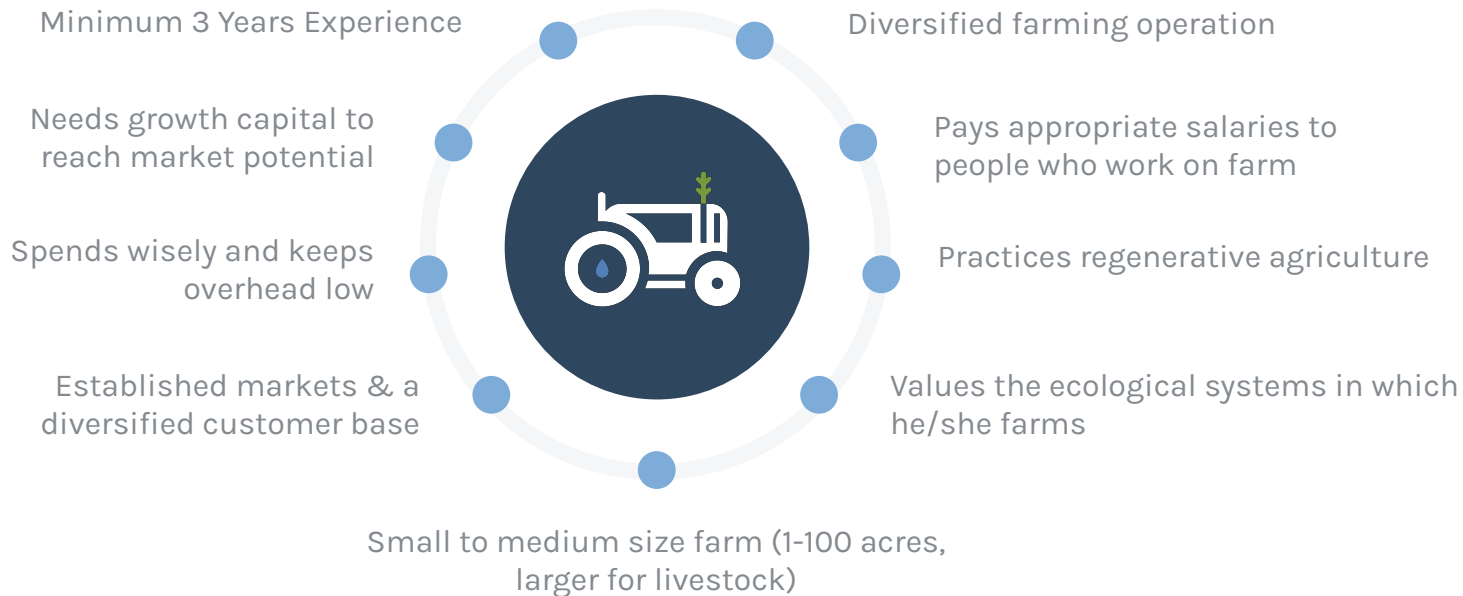 Minimum 3 Years Experience
Needs growth capital to
reach market potential
Spends wisely and keeps
overhead low
Established markets & a
diversified customer base
Small to medium size farm (1-100 acres,
larger for livestock)
Diversified farming operation
Pays appropriate salaries to
people who work on farm
Practices regenerative agriculture
Values the ecological systems in which
he/she farms